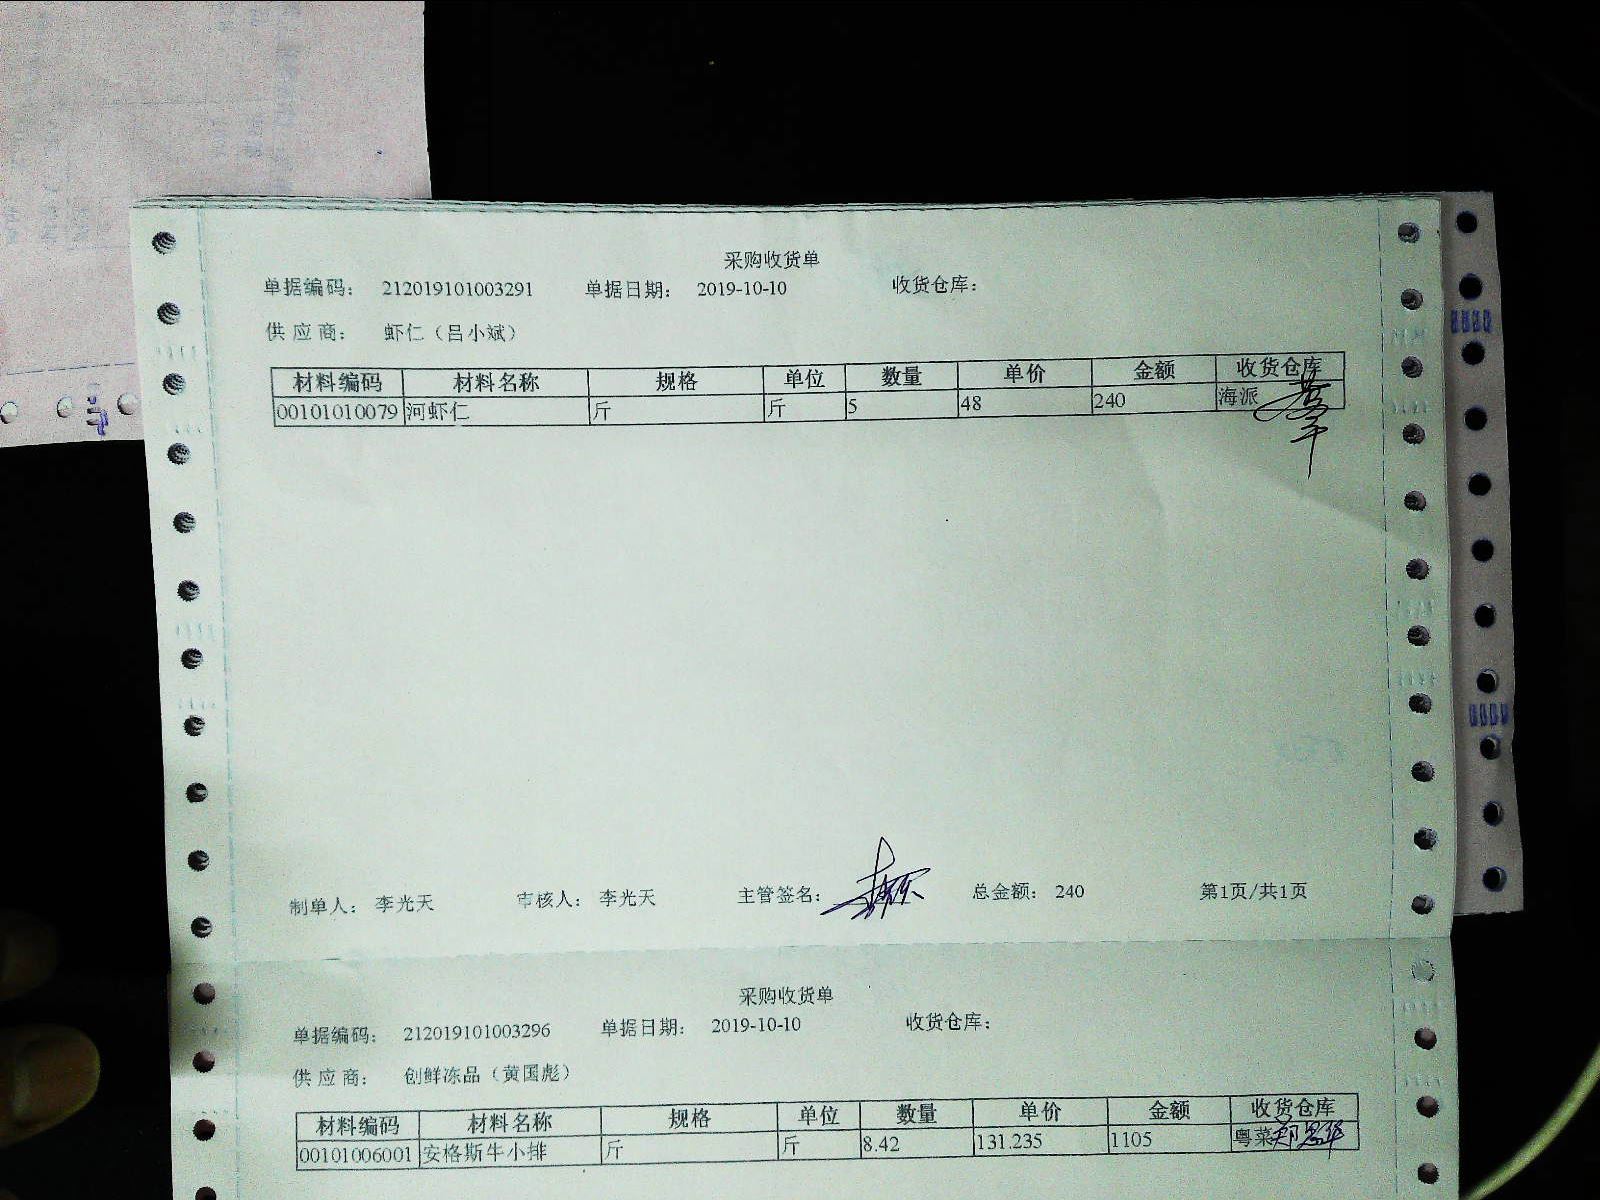 采购收货单
单据编码： 212019101003291 单据日期： 2019-10-10 收货仓库：
供 应 商： 虾仁（吕小斌）
材料编码 材料名称 规格 单位 数量 单价 金额 收货仓库
00101010079 河虾仁 斤 斤 5 48 240 海派
制单人： 李光天 审核人： 李光天 主管签名： 总金额： 240 第1页/共1页
采购收货单
单据编码： 212019101003296 单据日期： 2019-10-10 收货仓库：
供 应 商： 创鲜冻品（黄国彪）
材料编码 材料名称 规格 单位 数量 单价 金额 收货仓库
00101006001 安格斯牛小排 斤 斤 8.42 131.235 1105 粤菜